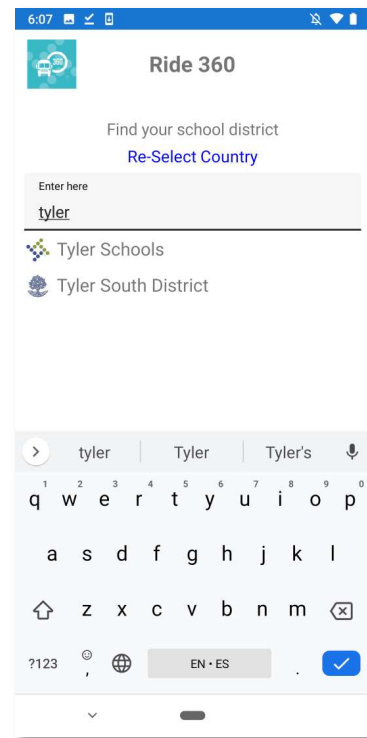 6:07
360
Ride 360
Find your school district
Re-Select Country
Enter here
tyler
Tyler Schools
Tyler South District
tyler Tyler Tyler's
1 2 3 4 5 6 7 8 9 0
q w e r t y u i o p
a s d f g h j k l
z x c v b n m
?123 , EN • ES .